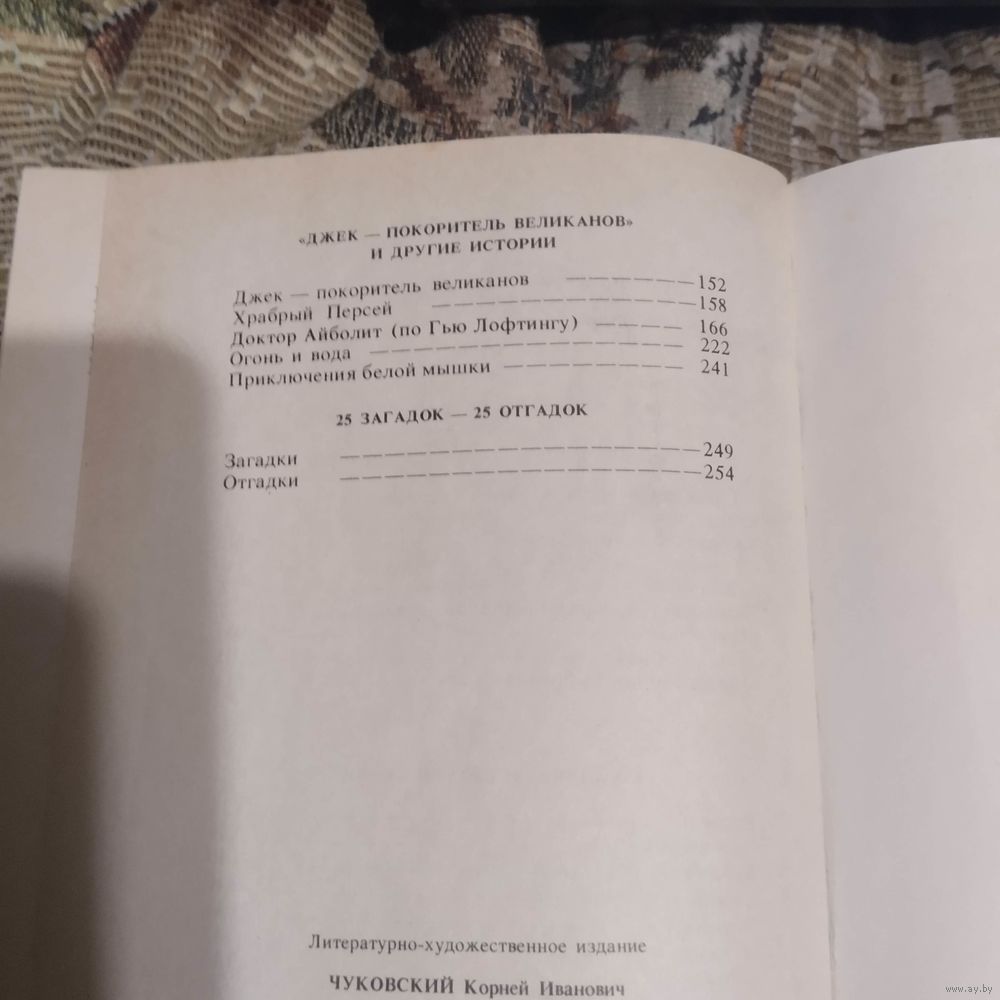 «ДЖЕК — ПОКОРИТЕЛЬ ВЕЛИКАНОВ»
И ДРУГИЕ ИСТОРИИ
Джек — покоритель великанов — — — — — — — 152
Храбрый Персей — — — — — — — — — — — — — 158
Доктор Айболит (по Гью Лофтингу) — — — — — 166
Огонь и вода — — — — — — — — — — — — — — — 222
Приключения белой мышки — — — — — — — — — 241
25 ЗАГАДОК — 25 ОТГАДОК
Загадки — — — — — — — — — — — — — — — — — — 249
Отгадки — — — — — — — — — — — — — — — — — — 254
Литературно-художественное издание
ЧУКОВСКИЙ Корней Иванович
www.ay.by